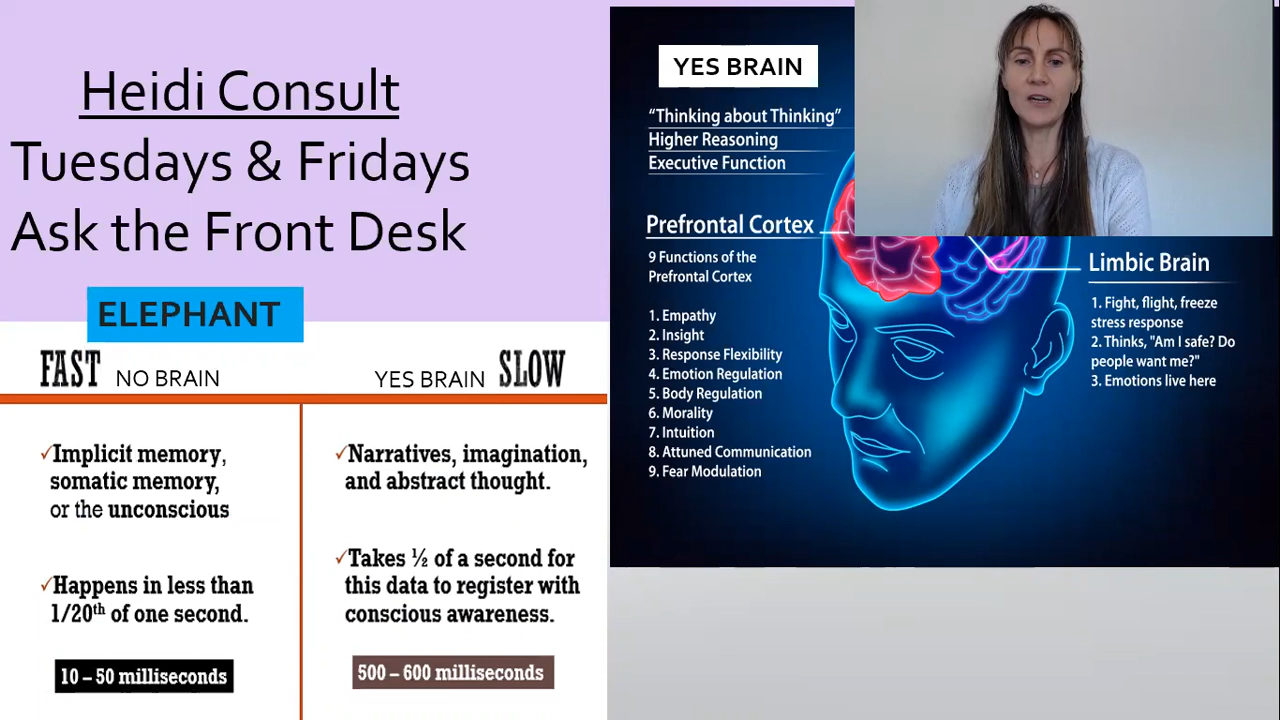 Heidi Consult
Tuesdays & Fridays
Ask the Front Desk
ELEPHANT
FAST NO BRAIN
YES BRAIN SLOW
✓Implicit memory,
somatic memory,
or the unconscious
✓Happens in less than
1/20th of one second.
10 – 50 milliseconds
✓Narratives, imagination,
and abstract thought.
✓Takes ½ of a second for
this data to register with
conscious awareness.
500 – 600 milliseconds
YES BRAIN
“Thinking about Thinking”
Higher Reasoning
Executive Function
Prefrontal Cortex
9 Functions of the
Prefrontal Cortex
1. Empathy
2. Insight
3. Response Flexibility
4. Emotion Regulation
5. Body Regulation
6. Morality
7. Intuition
8. Attuned Communication
9. Fear Modulation
Limbic Brain
1. Fight, flight, freeze
stress response
2. Thinks, "Am I safe? Do
people want me?"
3. Emotions live here